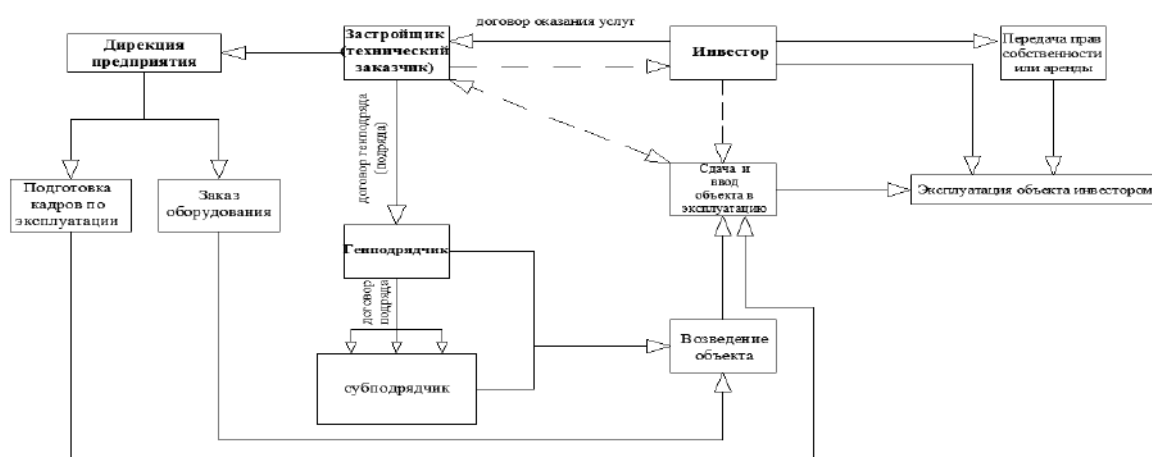 договор оказания услуг
Дирекция
предприятия
Застройщик
(технический
заказчик)
Инвестор
Передача прав
собственности
или аренды
договор генподряда
(подряда)
Подготовка
кадров по
эксплуатации
Заказ
оборудования
Сдача и
ввод
объекта в
эксплуатацию
Эксплуатация объекта инвестором
Генподрядчик
договор
подряда
Возведение
объекта
субподрядчик